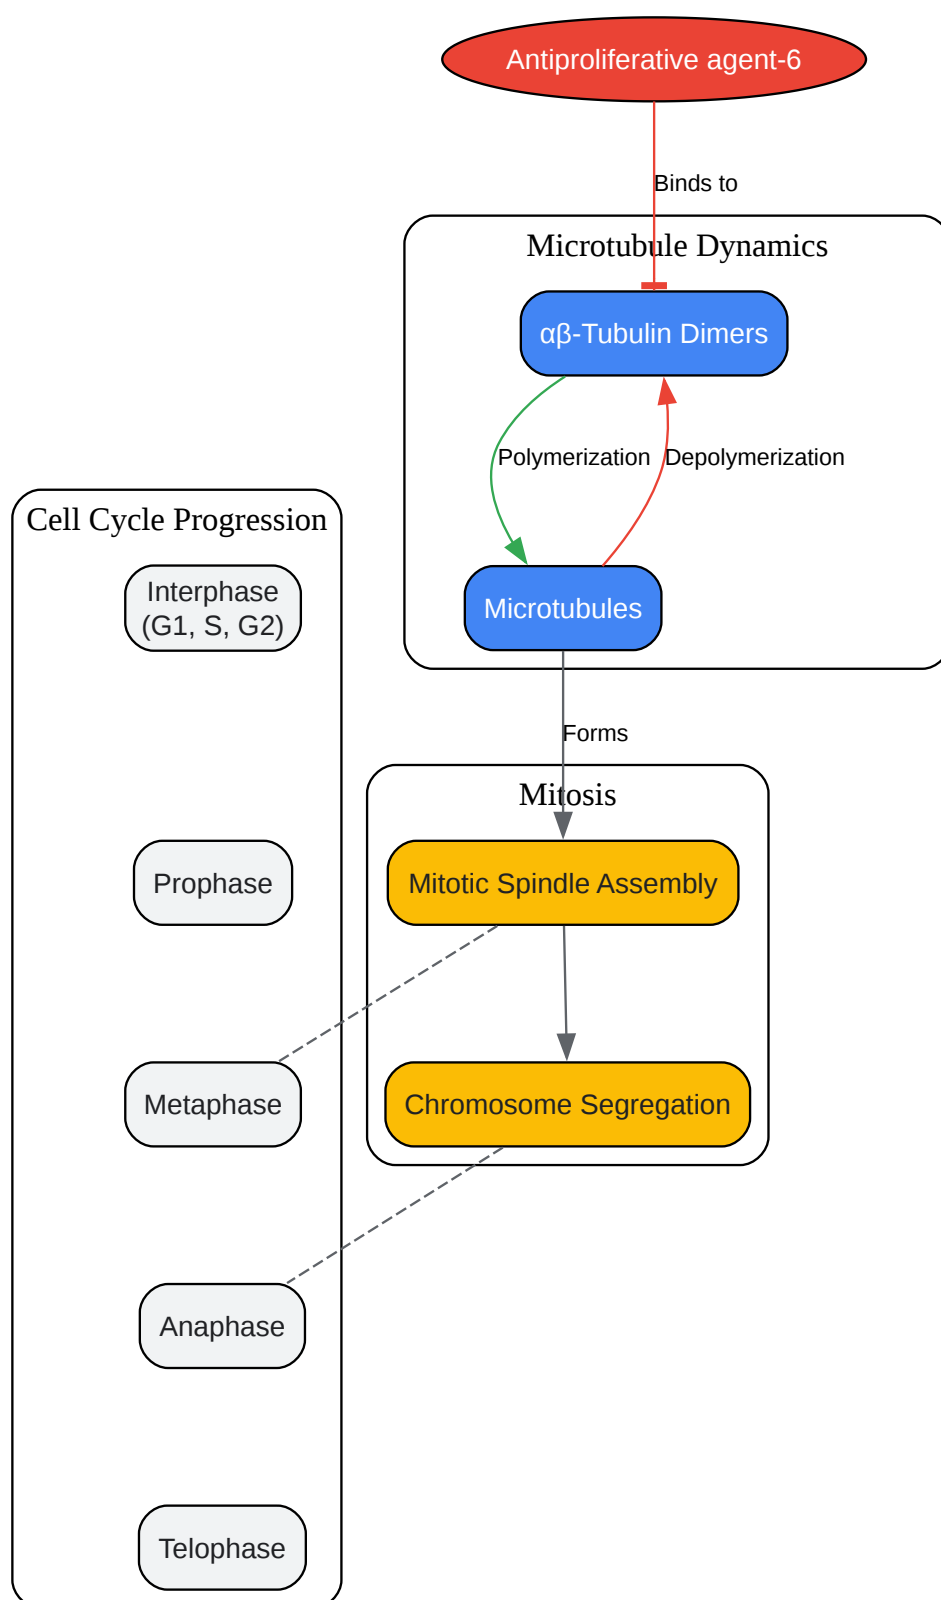 Antiproliferative agent-6
Binds to
Microtubule Dynamics
αβ-Tubulin Dimers
Polymerization
Depolymerization
Microtubules
Forms
Cell Cycle Progression
Interphase
(G1, S, G2)
Prophase
Metaphase
Anaphase
Telophase
Mitosis
Mitotic Spindle Assembly
Chromosome Segregation